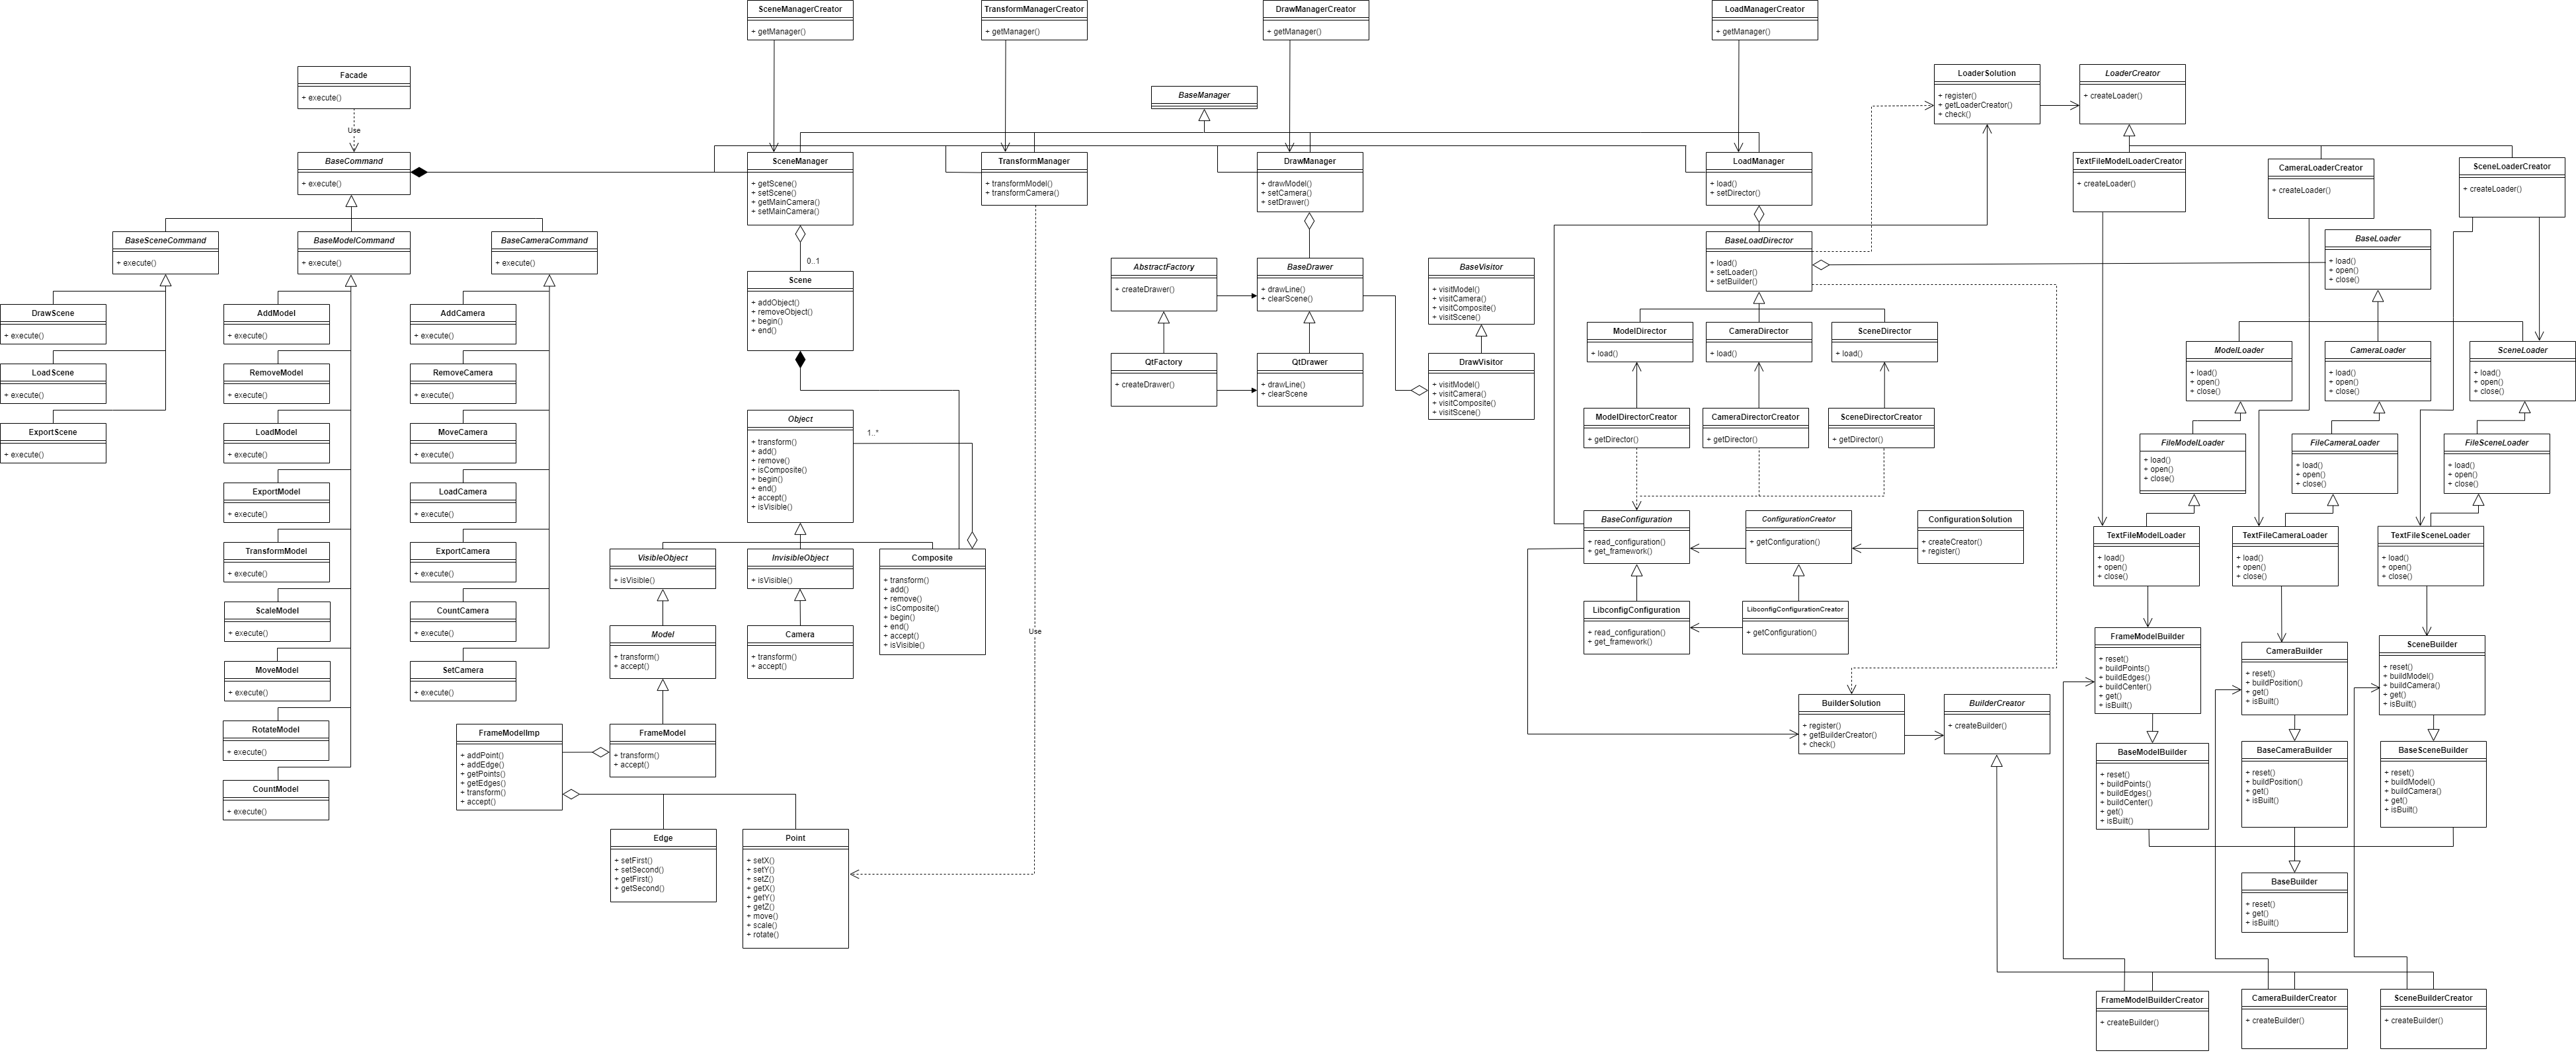 SceneManagerCreator
+ getManager()
TransformManagerCreator
+ getManager()
DrawManagerCreator
+ getManager()
LoadManagerCreator
+ getManager()
Facade
+ execute()
Use
BaseManager
LoaderSolution
+ register()
+ getLoaderCreator()
+ check()
LoaderCreator
+ createLoader()
BaseCommand
+ execute()
SceneManager
+ getScene()
+ setScene()
+ getMainCamera()
+ setMainCamera()
TransformManager
+ transformModel()
+ transformCamera()
DrawManager
+ drawModel()
+ setCamera()
+ setDrawer()
LoadManager
+ load()
+ setDirector()
TextFileModelLoaderCreator
+ createLoader()
CameraLoaderCreator
+ createLoader()
SceneLoaderCreator
+ createLoader()
BaseSceneCommand
+ execute()
BaseModelCommand
+ execute()
BaseCameraCommand
+ execute()
0..1
Scene
+ addObject()
+ removeObject()
+ begin()
+ end()
AbstractFactory
+ createDrawer()
BaseDrawer
+ drawLine()
+ clearScene()
BaseVisitor
+ visitModel()
+ visitCamera()
+ visitComposite()
+ visitScene()
BaseLoadDirector
+ load()
+ setLoader()
+ setBuilder()
BaseLoader
+ load()
+ open()
+ close()
DrawScene
+ execute()
AddModel
+ execute()
AddCamera
+ execute()
ModelDirector
+ load()
CameraDirector
+ load()
SceneDirector
+ load()
ModelLoader
+ load()
+ open()
+ close()
CameraLoader
+ load()
+ open()
+ close()
SceneLoader
+ load()
+ open()
+ close()
LoadScene
+ execute()
RemoveModel
+ execute()
RemoveCamera
+ execute()
QtFactory
+ createDrawer()
QtDrawer
+ drawLine()
+ clearScene
DrawVisitor
+ visitModel()
+ visitCamera()
+ visitComposite()
+ visitScene()
ExportScene
+ execute()
LoadModel
+ execute()
MoveCamera
+ execute()
Object
+ transform()
+ add()
+ remove()
+ isComposite()
+ begin()
+ end()
+ accept()
+ isVisible()
1..*
ModelDirectorCreator
+ getDirector()
CameraDirectorCreator
+ getDirector()
SceneDirectorCreator
+ getDirector()
FileModelLoader
+ load()
+ open()
+ close()
FileCameraLoader
+ load()
+ open()
+ close()
FileSceneLoader
+ load()
+ open()
+ close()
ExportModel
+ execute()
LoadCamera
+ execute()
BaseConfiguration
+ read_configuration()
+ get_framework()
ConfigurationCreator
+ getConfiguration()
ConfigurationSolution
+ createCreator()
+ register()
TextFileModelLoader
+ load()
+ open()
+ close()
TextFileCameraLoader
+ load()
+ open()
+ close()
TextFileSceneLoader
+ load()
+ open()
+ close()
TransformModel
+ execute()
ExportCamera
+ execute()
VisibleObject
+ isVisible()
InvisibleObject
+ isVisible()
Composite
+ transform()
+ add()
+ remove()
+ isComposite()
+ begin()
+ end()
+ accept()
+ isVisible()
ScaleModel
+ execute()
CountCamera
+ execute()
LibconfigConfiguration
+ read_configuration()
+ get_framework()
LibconfigConfigurationCreator
+ getConfiguration()
Model
+ transform()
+ accept()
Camera
+ transform()
+ accept()
Use
FrameModelBuilder
+ reset()
+ buildPoints()
+ buildEdges()
+ buildCenter()
+ get()
+ isBuilt()
CameraBuilder
+ reset()
+ buildPosition()
+ get()
+ isBuilt()
SceneBuilder
+ reset()
+ buildModel()
+ buildCamera()
+ get()
+ isBuilt()
MoveModel
+ execute()
SetCamera
+ execute()
BuilderSolution
+ register()
+ getBuilderCreator()
+ check()
BuilderCreator
+ createBuilder()
RotateModel
+ execute()
FrameModelImp
+ addPoint()
+ addEdge()
+ getPoints()
+ getEdges()
+ transform()
+ accept()
FrameModel
+ transform()
+ accept()
BaseModelBuilder
+ reset()
+ buildPoints()
+ buildEdges()
+ buildCenter()
+ get()
+ isBuilt()
BaseCameraBuilder
+ reset()
+ buildPosition()
+ get()
+ isBuilt()
BaseSceneBuilder
+ reset()
+ buildModel()
+ buildCamera()
+ get()
+ isBuilt()
CountModel
+ execute()
Edge
+ setFirst()
+ setSecond()
+ getFirst()
+ getSecond()
Point
+ setX()
+ setY()
+ setZ()
+ getX()
+ getY()
+ getZ()
+ move()
+ scale()
+ rotate()
BaseBuilder
+ reset()
+ get()
+ isBuilt()
FrameModelBuilderCreator
+ createBuilder()
CameraBuilderCreator
+ createBuilder()
SceneBuilderCreator
+ createBuilder()